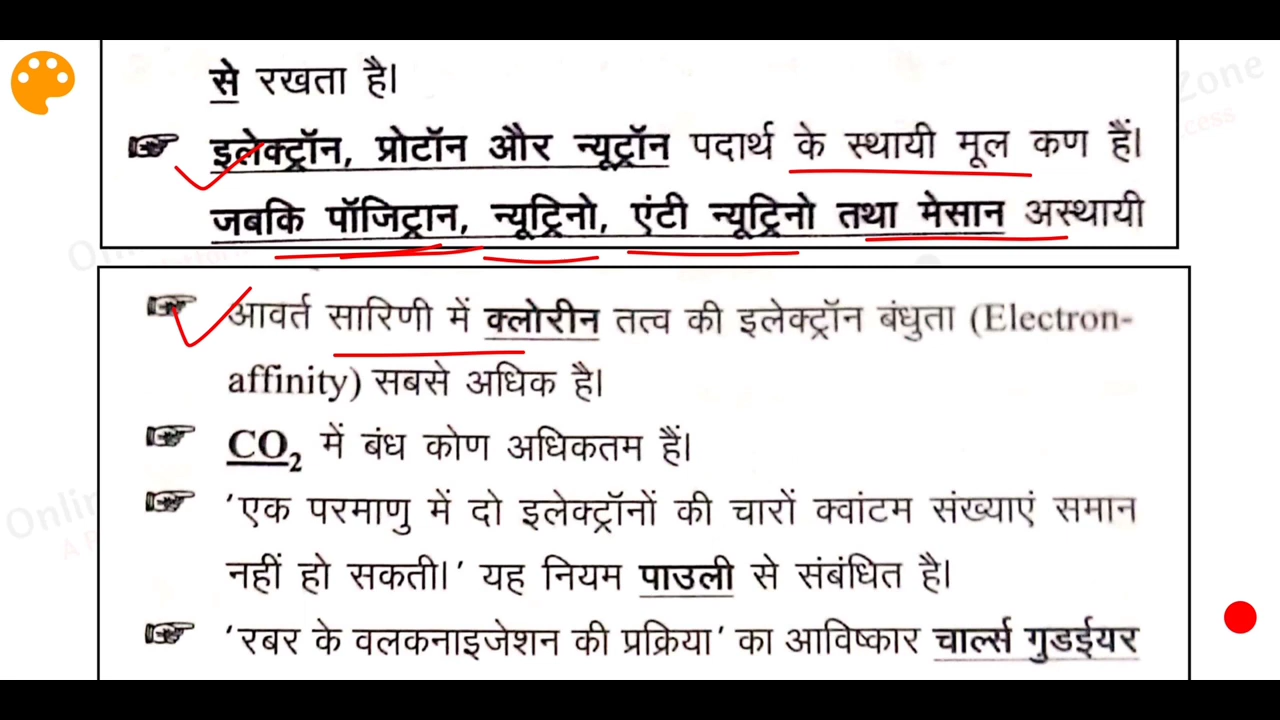 से रखता है।
इलेक्ट्रॉन, प्रोटॉन और न्यूट्रॉन पदार्थ के स्थायी मूल कण हैं।
जबकि पॉजिट्रान, न्यूट्रिनो, एंटी न्यूट्रिनो तथा मेसान अस्थायी
आवर्त सारिणी में क्लोरीन तत्व की इलेक्ट्रॉन बंधुता (Electron-
affinity) सबसे अधिक है।
CO₂ में बंध कोण अधिकतम हैं।
'एक परमाणु में दो इलेक्ट्रॉनों की चारों क्वांटम संख्याएं समान
नहीं हो सकती।' यह नियम पाउली से संबंधित है।
'रबर के वलकनाइजेशन की प्रक्रिया' का आविष्कार चार्ल्स गुडईयर